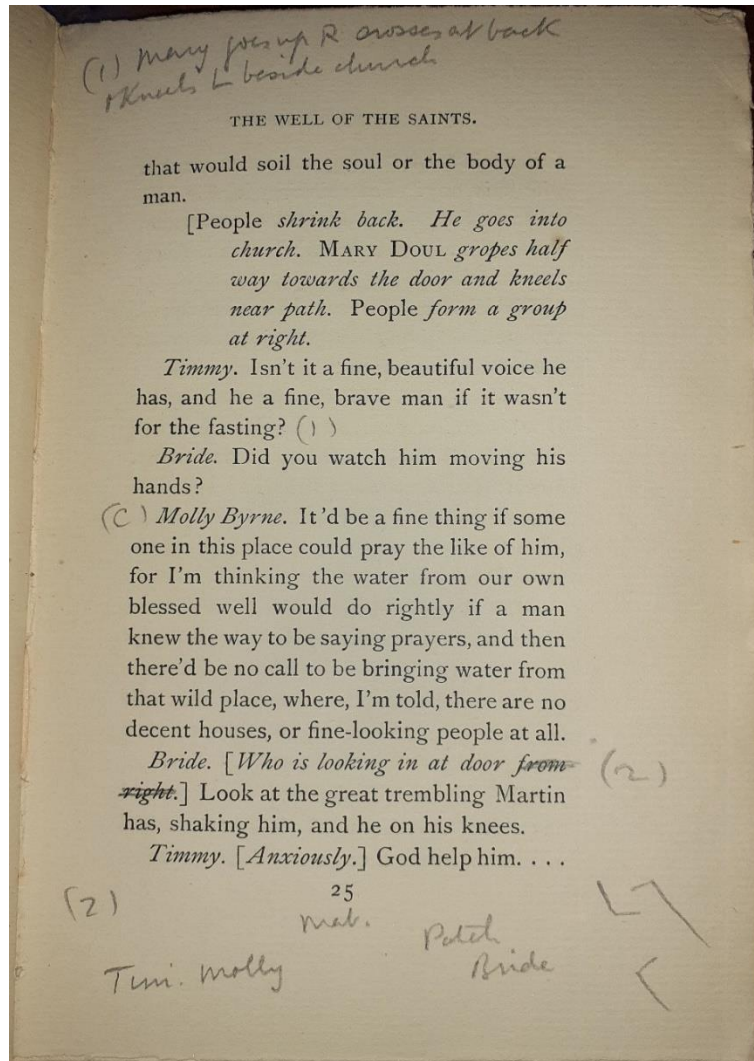 (1) Mary goes up R crosses at back
+ Kneels L beside church
THE WELL OF THE SAINTS.
that would soil the soul or the body of a
man.
[People shrink back. He goes into
church. MARY DOUL gropes half
way towards the door and kneels
near path. People form a group
at right.
Timmy. Isn't it a fine, beautiful voice he
has, and he a fine, brave man if it wasn't
for the fasting? (1)
Bride. Did you watch him moving his
hands?
(C) Molly Byrne. It'd be a fine thing if some
one in this place could pray the like of him,
for I'm thinking the water from our own
blessed well would do rightly if a man
knew the way to be saying prayers, and then
there'd be no call to be bringing water from
that wild place, where, I'm told, there are no
decent houses, or fine-looking people at all.
Bride. [Who is looking in at door from (2)
right.] Look at the great trembling Martin
has, shaking him, and he on his knees.
Timmy. [Anxiously.] God help him. . . .
25
(2)
Mat. Patch
Tim. Molly Bride